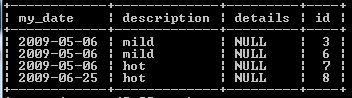 my_date | description | details | id
2009-05-06 | mild | NULL | 3
2009-05-06 | mild | NULL | 6
2009-05-06 | hot | NULL | 7
2009-06-25 | hot | NULL | 8